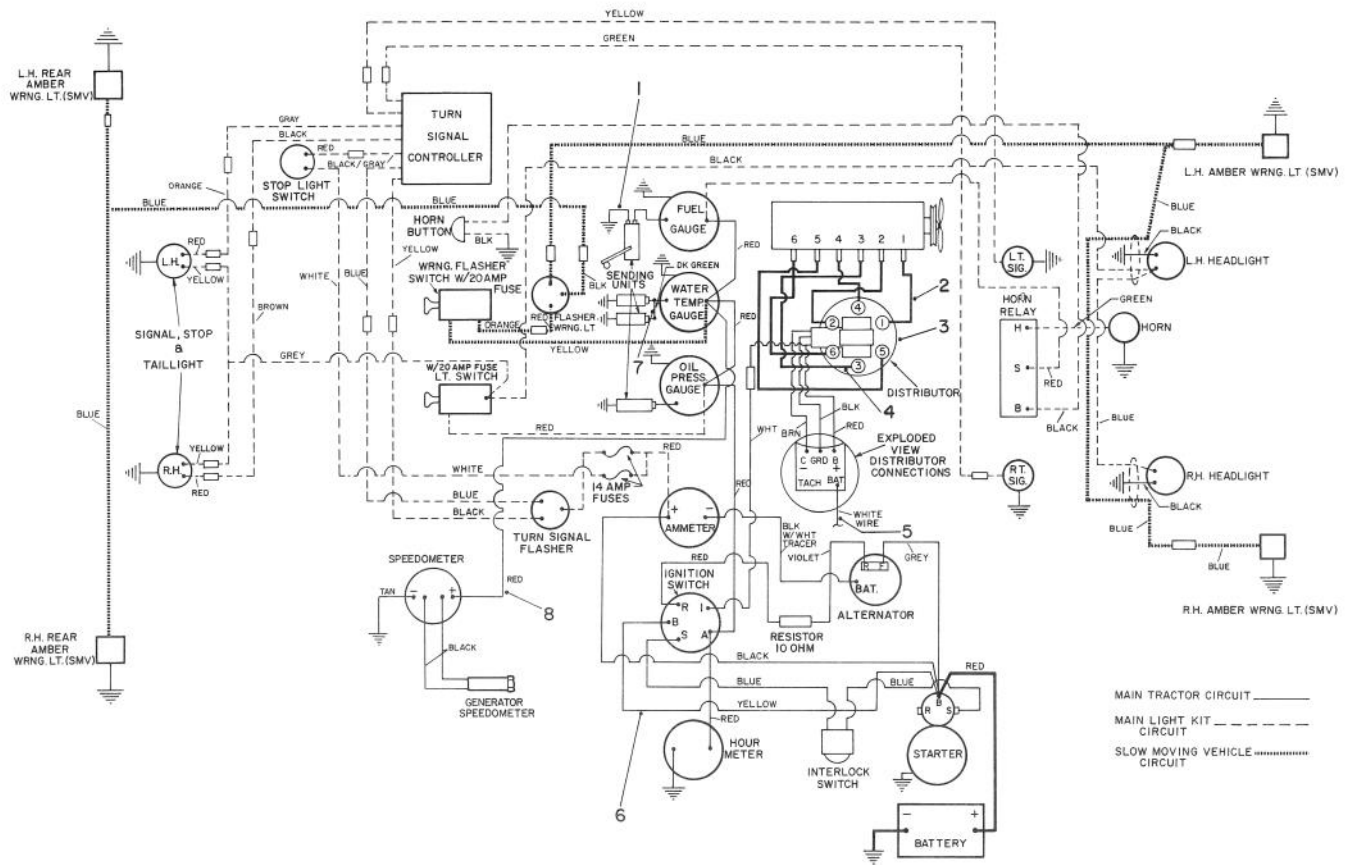 YELLOW
GREEN
L.H. REAR
AMBER
WRNG. LT.(SMV)
TURN
SIGNAL
CONTROLLER
GRAY
BLACK
RED
BLACK/GRAY
STOP LIGHT
SWITCH
ORANGE
1
BLUE
BLACK
L.H. AMBER WRNG. LT (SMV)
BLUE
BLUE
BLACK
L.H. HEADLIGHT
HORN
BUTTON
BLK
YELLOW
FUEL
GAUGE
RED
6 5 4 3 2 1
LT.
SIG.
RED
YELLOW
L.H.
WHITE
BLUE
WRNG. FLASHER
SWITCH W/20AMP
FUSE
BLK
SENDING
UNITS
DK GREEN
WATER
TEMP
GAUGE
RED
ORANGE
RED
FLASHER
WRNG. LT
YELLOW
2
3
4
2
1
6
5
3
HORN
RELAY
H
S
B
GREEN
HORN
RED
BLACK
BROWN
SIGNAL, STOP
&
TAILLIGHT
GREY
W/20 AMP FUSE
LT. SWITCH
RED
7
OIL
PRESS
GAUGE
DISTRIBUTOR
4
BLUE
BLUE
YELLOW
R.H.
RED
WHITE
RED
14 AMP
FUSES
WHT
BRN
BLK
RED
EXPLODED
VIEW
DISTRIBUTOR
CONNECTIONS
C GRD B
- +
TACH
BAT
WHITE
WIRE
5
RT.
SIG.
R.H. HEADLIGHT
BLACK
BLUE
BLUE
BLUE
BLACK
TURN SIGNAL
FLASHER
+ -
AMMETER
RED
BLK
W/WHT
TRACER
VIOLET
GREY
R F
BAT.
ALTERNATOR
R.H. AMBER WRNG. LT. (SMV)
SPEEDOMETER
TAN
- +
RED
8
BLACK
GENERATOR
SPEEDOMETER
RED
IGNITION
SWITCH
R I
B
S A
RESISTOR
10 OHM
R.H. REAR
AMBER
WRNG. LT.(SMV)
BLACK
BLUE
BLUE
YELLOW
RED
6
RED
HOUR
METER
INTERLOCK
SWITCH
B
R S
STARTER
- +
BATTERY
MAIN TRACTOR CIRCUIT
MAIN LIGHT KIT
CIRCUIT
SLOW MOVING VEHICLE
CIRCUIT